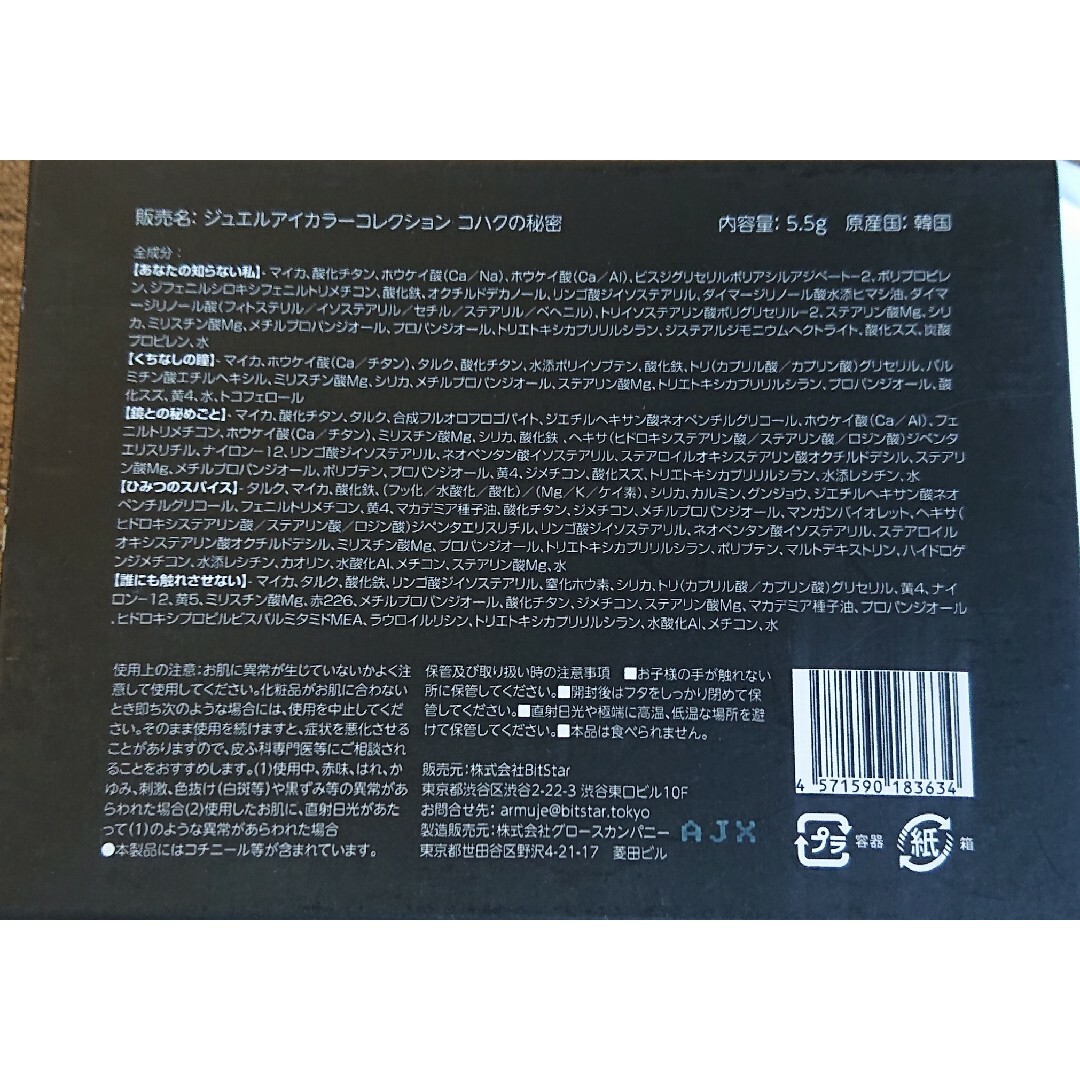 販売名: ジュエルアイカラーコレクション コハクの秘密 内容量: 5.5g 原産国: 韓国
全成分:
【あなたの知らない私】- マイカ、酸化チタン、ホウケイ酸(Ca/Na)、ホウケイ酸(Ca/Al)、ビスジグリセリルポリアシルアジペート-2、ポリプロピレ
ン、ジフェニルシロキシフェニルトリメチコン、酸化鉄、オクチルドデカノール、リンゴ酸ジイソステアリル、ダイマージリノール酸水添ヒマシ油、ダイマ
ージリノール酸(フィトステリル/イソステアリル/セチル/ステアリル/ベヘニル)、トリイソステアリン酸ポリグリセリル-2、ステアリン酸Mg、シリ
カ、ミリスチン酸Mg、メチルプロパンジオール、プロパンジオール、トリエトキシカプリリルシラン、ジステアルジモニウムヘクトライト、酸化スズ、炭酸
プロピレン、水
【くちなしの瞳】- マイカ、ホウケイ酸(Ca/チタン)、タルク、酸化チタン、水添ポリイソブテン、酸化鉄、トリ(カプリル酸/カプリン酸)グリセリル、パル
ミチン酸エチルヘキシル、ミリスチン酸Mg、シリカ、メチルプロパンジオール、ステアリン酸Mg、トリエトキシカプリリルシラン、プロパンジオール、酸
化スズ、黄4、水、トコフェロール
【鏡との秘めごと】- マイカ、酸化チタン、タルク、合成フルオロフロゴパイト、ジエチルヘキサン酸ネオペンチルグリコール、ホウケイ酸(Ca/Al)、フェ
ニルトリメチコン、ホウケイ酸(Ca/チタン)、ミリスチン酸Mg、シリカ、酸化鉄、ヘキサ(ヒドロキシステアリン酸/ステアリン酸/ロジン酸)ジペンタ
エリスリチル、ナイロン-12、リンゴ酸ジイソステアリル、ネオペンタン酸イソステアリル、ステアロイルオキシステアリン酸オクチルドデシル、ステアリ
ン酸Mg、メチルプロパンジオール、ポリブテン、プロパンジオール、黄4、ジメチコン、酸化スズ、トリエトキシカプリリルシラン、水添レシチン、水
【ひみつのスパイス】- タルク、マイカ、酸化鉄、(フッ化/水酸化/酸化)/(Mg/K/ケイ素)、シリカ、カルミン、グンジョウ、ジエチルヘキサン酸ネオ
ペンチルグリコール、フェニルトリメチコン、黄4、マカデミア種子油、酸化チタン、ジメチコン、メチルプロパンジオール、マンガンバイオレット、ヘキサ(
ヒドロキシステアリン酸/ステアリン酸/ロジン酸)ジペンタエリスリチル、リンゴ酸ジイソステアリル、ネオペンタン酸イソステアリル、ステアロイル
オキシステアリン酸オクチルドデシル、ミリスチン酸Mg、プロパンジオール、トリエトキシカプリリルシラン、ポリブテン、マルトデキストリン、ハイドロゲ
ンジメチコン、水添レシチン、カオリン、水酸化Al、メチコン、ステアリン酸Mg、水
【誰にも触れさせない】- マイカ、タルク、酸化鉄、リンゴ酸ジイソステアリル、窒化ホウ素、シリカ、トリ(カプリル酸/カプリン酸)グリセリル、黄4、ナイ
ロン-12、黄5、ミリスチン酸Mg、赤226、メチルプロパンジオール、酸化チタン、ジメチコン、ステアリン酸Mg、マカデミア種子油、プロパンジオール
、ヒドロキシプロピルビスパルミタミドMEA、ラウロイルリシン、トリエトキシカプリリルシラン、水酸化Al、メチコン、水
使用上の注意:お肌に異常が生じていないかよく注
意して使用してください。化粧品がお肌に合わない
とき即ち次のような場合には、使用を中止してくだ
さい。そのまま使用を続けますと、症状を悪化させる
ことがありますので、皮ふ科専門医等にご相談され
ることをおすすめします。(1)使用中、赤味、はれ、か
ゆみ、刺激、色抜け(白斑等)や黒ずみ等の異常があ
らわれた場合(2)使用したお肌に、直射日光があた
って(1)のような異常があらわれた場合
●本製品にはコチニール等が含まれています。
保管及び取り扱い時の注意事項 ■お子様の手が触れない
所に保管してください。■開封後はフタをしっかり閉めて保
管してください。■直射日光や極端に高温、低温な場所を避
けて保管してください。■本品は食べられません。
販売元:株式会社BitStar
東京都渋谷区渋谷2-22-3 渋谷東口ビル10F
お問合せ先: armuje@bitstar.tokyo
製造販売元:株式会社グロースカンパニー
東京都世田谷区野沢4-21-17 菱田ビル
AJX
4 571590 183634
プラ 容器 紙 箱